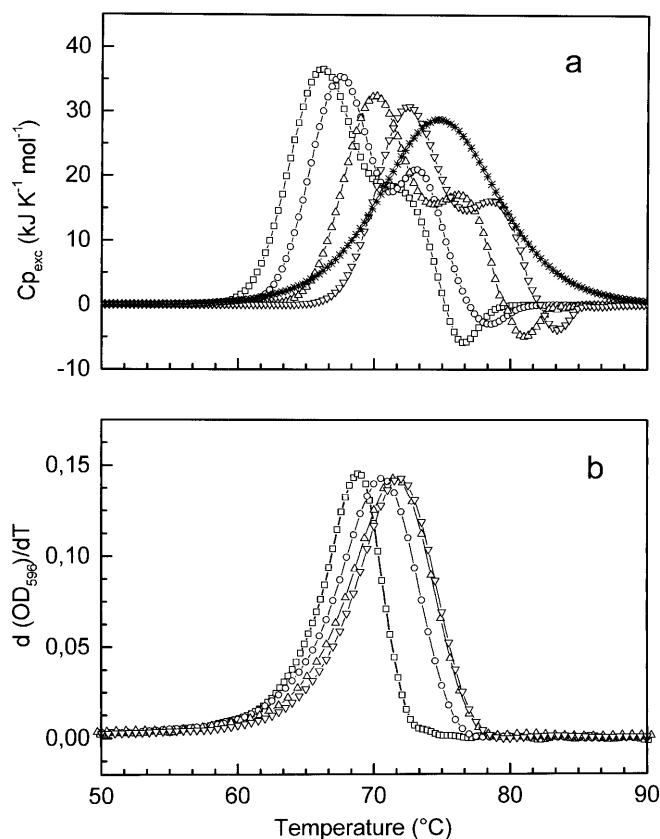 a
Cp_exc (kJ K⁻¹ mol⁻¹)
40
30
20
10
0
-10
b
d (OD₅₉₆)/dT
0,15
0,10
0,05
0,00
50 60 70 80 90
Temperature (°C)